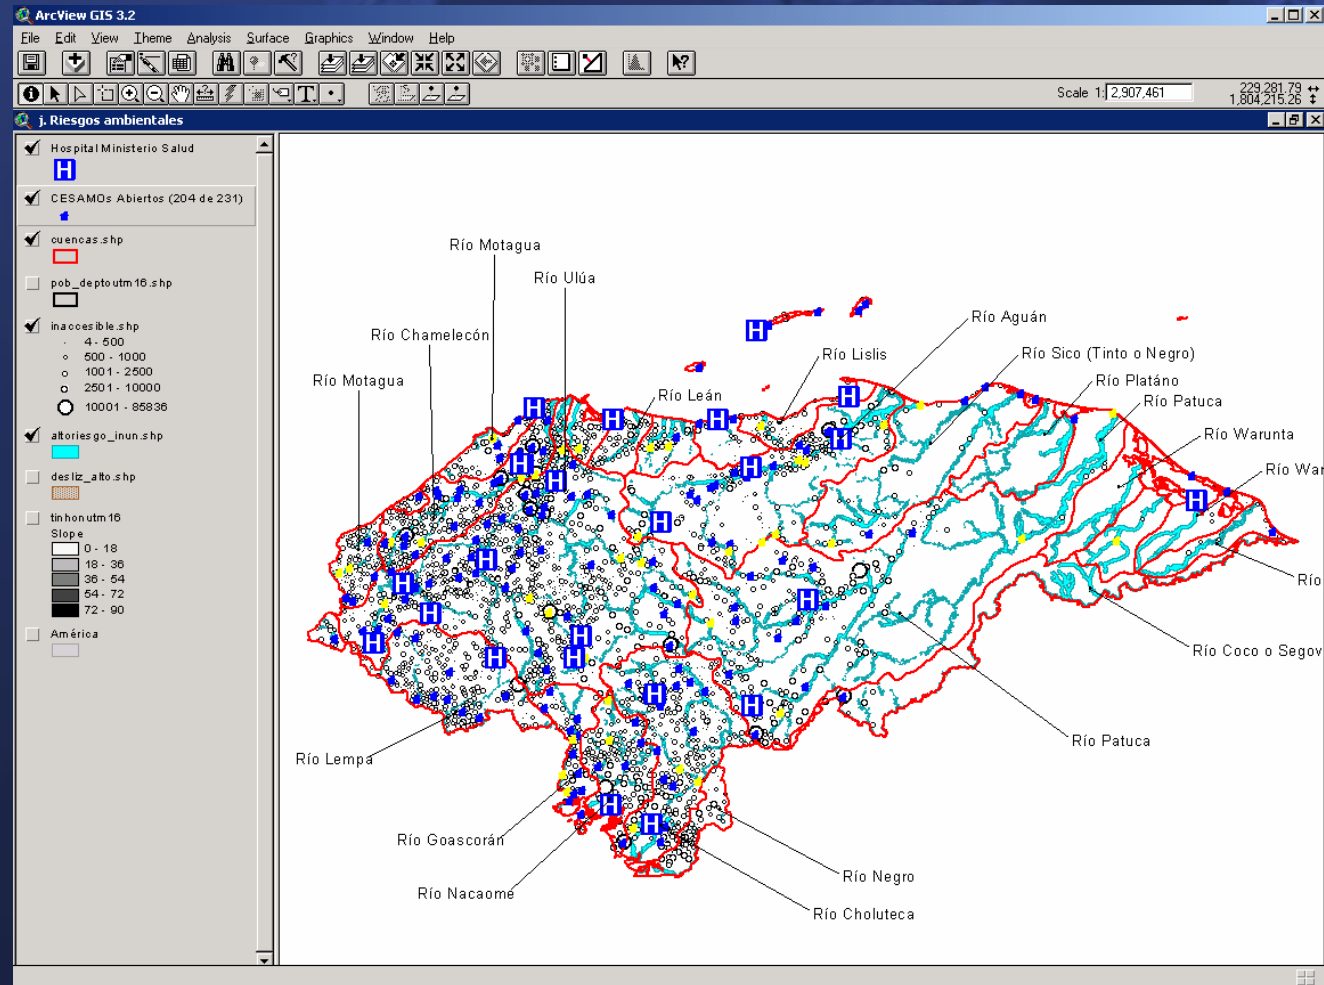 ArcView GIS 3.2
File Edit View Theme Analysis Surface Graphics Window Help
Scale 1: 2,907,461
229,281.79
1,804,215.26
j. Riesgos ambientales
Hospital Ministerio Salud
H
CESAMOs Abiertos (204 de 231)
cuencas.shp
pob_deptoutm16.shp
inaccesible.shp
4 - 500
500 - 1000
1001 - 2500
2501 - 10000
10001 - 85836
altoriesgo_inun.shp
desliz_alto.shp
tinhonutm16
Slope
0 - 18
18 - 36
36 - 54
54 - 72
72 - 90
América
Río Motagua
Río Ulúa
Río Chamelecón
Río Motagua
Río Aguán
Río Lislis
Río Sico (Tinto o Negro)
Río Leán
Río Platáno
Río Patuca
Río Warunta
Río War
Río
Río Coco o Segov
Río Patuca
Río Lempa
Río Goascorán
Río Nacaome
Río Negro
Río Choluteca